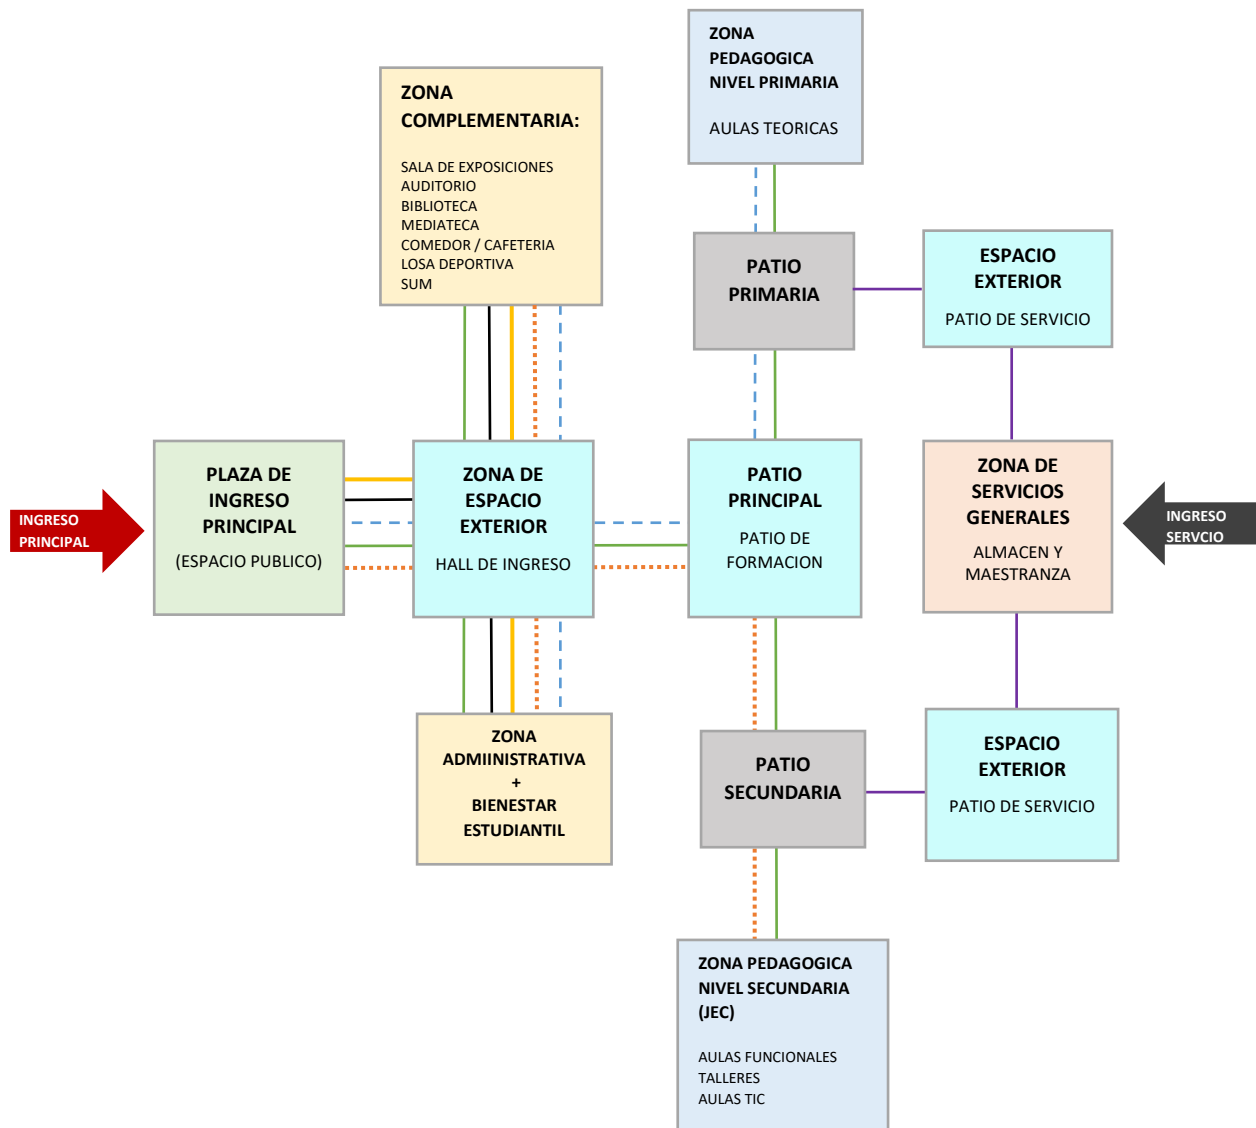 ZONA
PEDAGOGICA
NIVEL PRIMARIA
AULAS TEORICAS
ZONA
COMPLEMENTARIA:
SALA DE EXPOSICIONES
AUDITORIO
BIBLIOTECA
MEDIATECA
COMEDOR / CAFETERIA
LOSA DEPORTIVA
SUM
PATIO
PRIMARIA
ESPACIO
EXTERIOR
PATIO DE SERVICIO
INGRESO
PRINCIPAL
PLAZA DE
INGRESO
PRINCIPAL
(ESPACIO PUBLICO)
ZONA DE
ESPACIO
EXTERIOR
HALL DE INGRESO
PATIO
PRINCIPAL
PATIO DE
FORMACION
ZONA DE
SERVICIOS
GENERALES
ALMACEN Y
MAESTRANZA
INGRESO
SERVCIO
ZONA
ADMIINISTRATIVA
+
BIENESTAR
ESTUDIANTIL
PATIO
SECUNDARIA
ESPACIO
EXTERIOR
PATIO DE SERVICIO
ZONA PEDAGOGICA
NIVEL SECUNDARIA
(JEC)
AULAS FUNCIONALES
TALLERES
AULAS TIC